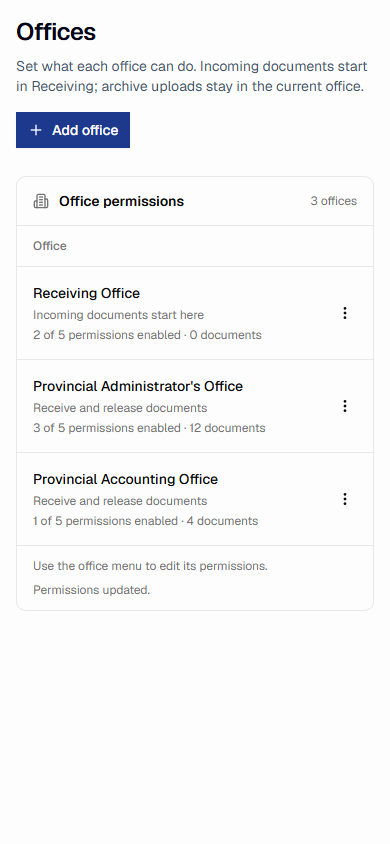 Offices
Set what each office can do. Incoming documents start
in Receiving; archive uploads stay in the current office.
Add office
Office permissions
3 offices
Office
Receiving Office
Incoming documents start here
2 of 5 permissions enabled · 0 documents
Provincial Administrator's Office
Receive and release documents
3 of 5 permissions enabled · 12 documents
Provincial Accounting Office
Receive and release documents
1 of 5 permissions enabled · 4 documents
Use the office menu to edit its permissions.
Permissions updated.